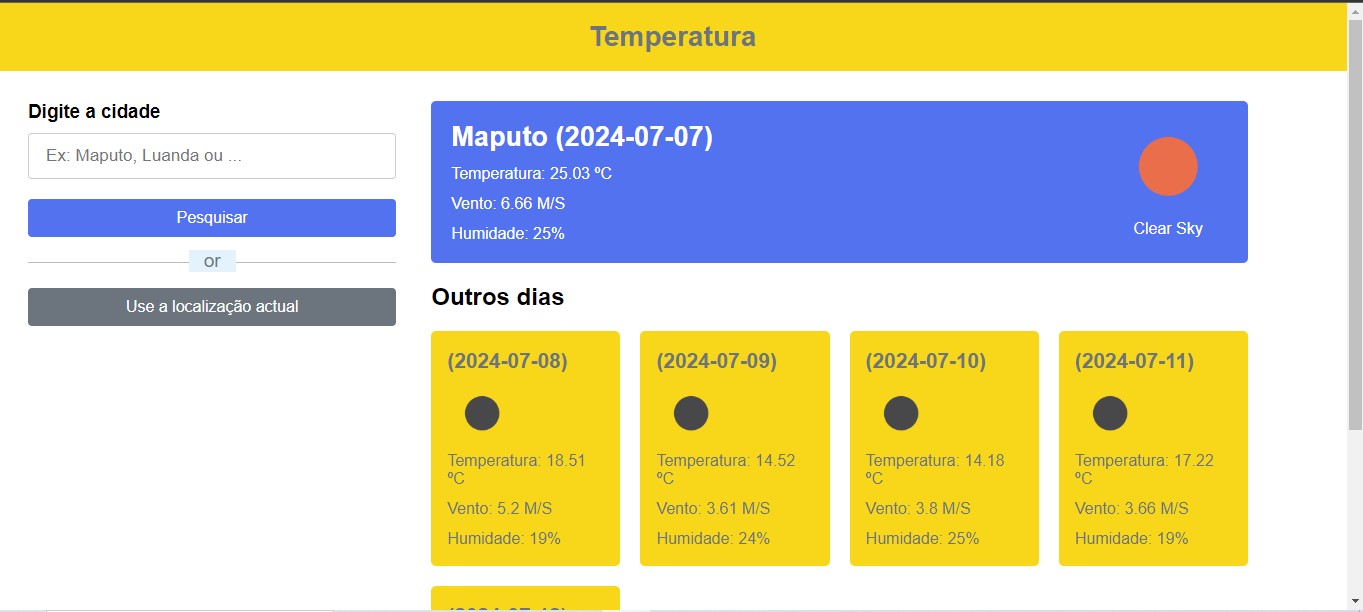 Temperatura
Digite a cidade
Ex: Maputo, Luanda ou ...
Pesquisar
or
Use a localização actual
Maputo (2024-07-07)
Temperatura: 25.03 ºC
Vento: 6.66 M/S
Humidade: 25%
Clear Sky
Outros dias
(2024-07-08)
Temperatura: 18.51
ºC
Vento: 5.2 M/S
Humidade: 19%
(2024-07-09)
Temperatura: 14.52
ºC
Vento: 3.61 M/S
Humidade: 24%
(2024-07-10)
Temperatura: 14.18
ºC
Vento: 3.8 M/S
Humidade: 25%
(2024-07-11)
Temperatura: 17.22
ºC
Vento: 3.66 M/S
Humidade: 19%